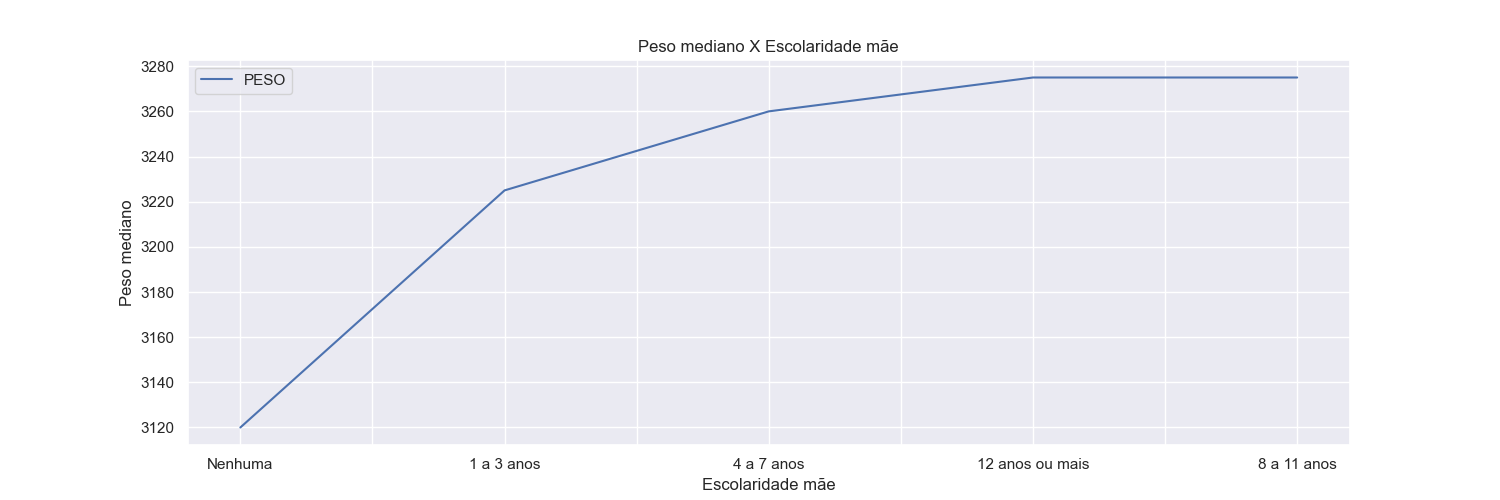 Peso mediano X Escolaridade mãe
PESO
Peso mediano
3280
3260
3240
3220
3200
3180
3160
3140
3120
Nenhuma
1 a 3 anos
4 a 7 anos
12 anos ou mais
8 a 11 anos
Escolaridade mãe